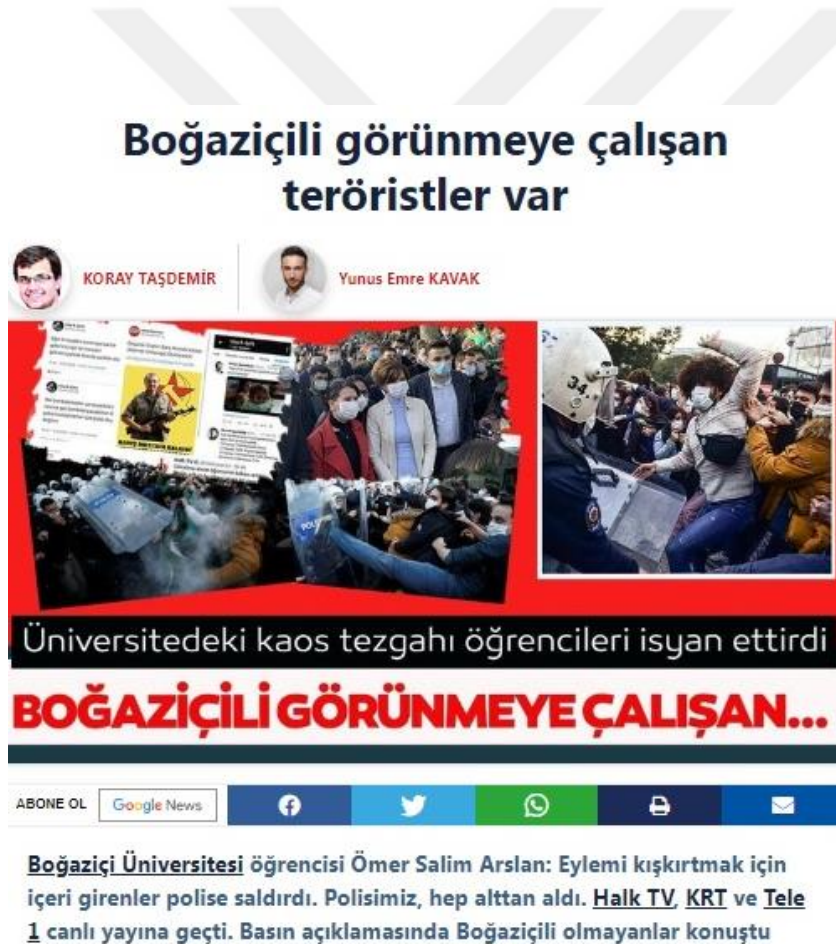 Boğaziçili görünmeye çalışan
teröristler var
KORAY TAŞDEMİR
Yunus Emre KAVAK
34
POLİS
Üniversitedeki kaos tezgahı öğrencileri isyan ettirdi
BOĞAZİÇİLİ GÖRÜNMEYE ÇALIŞAN...
ABONE OL
Google News
Boğaziçi Üniversitesi öğrencisi Ömer Salim Arslan: Eylemi kışkırtmak için
içeri girenler polise saldırdı. Polisimiz, hep alttan aldı. Halk TV, KRT ve Tele
1 canlı yayına geçti. Basın açıklamasında Boğaziçili olmayanlar konuştu